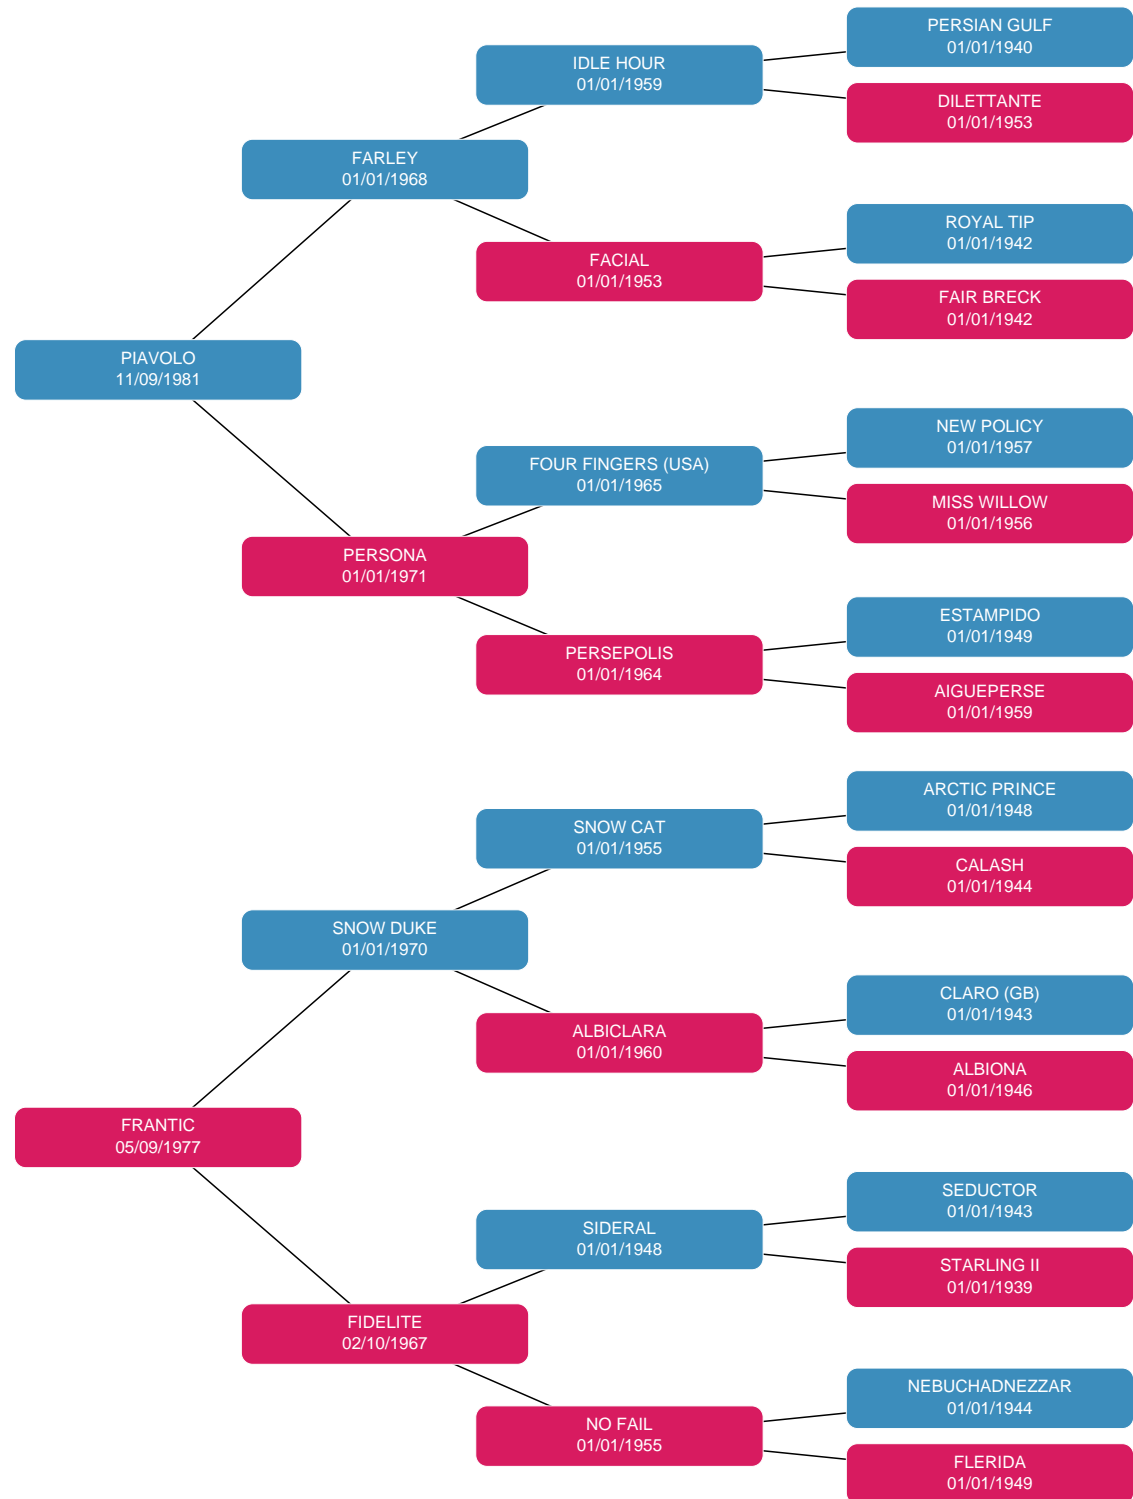 PERSIAN GULF
01/01/1940
IDLE HOUR
01/01/1959
DILETTANTE
01/01/1953
FARLEY
01/01/1968
ROYAL TIP
01/01/1942
FACIAL
01/01/1953
FAIR BRECK
01/01/1942
PIAVOLO
11/09/1981
NEW POLICY
01/01/1957
FOUR FINGERS (USA)
01/01/1965
MISS WILLOW
01/01/1956
PERSONA
01/01/1971
ESTAMPIDO
01/01/1949
PERSEPOLIS
01/01/1964
AIGUEPERSE
01/01/1959
ARCTIC PRINCE
01/01/1948
SNOW CAT
01/01/1955
CALASH
01/01/1944
SNOW DUKE
01/01/1970
CLARO (GB)
01/01/1943
ALBICLARA
01/01/1960
ALBIONA
01/01/1946
FRANTIC
05/09/1977
SEDUCTOR
01/01/1943
SIDERAL
01/01/1948
STARLING II
01/01/1939
FIDELITE
02/10/1967
NEBUCHADNEZZAR
01/01/1944
NO FAIL
01/01/1955
FLERIDA
01/01/1949